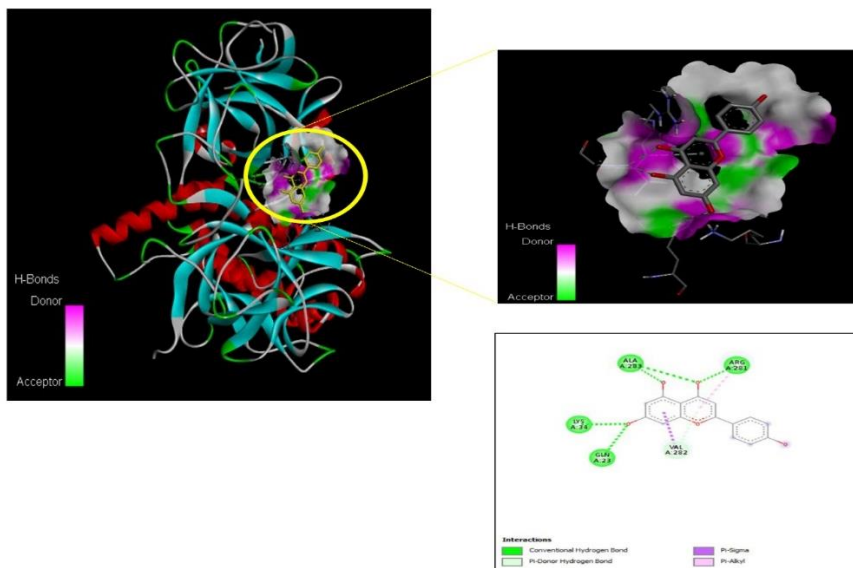 H-Bonds
Donor
Acceptor
H-Bonds
Donor
Acceptor
ALA
A:283
ARG
A:281
LYS
A:24
GLN
A:23
VAL
A:282
Interactions
Conventional Hydrogen Bond
Pi-Donor Hydrogen Bond
Pi-Sigma
Pi-Alkyl